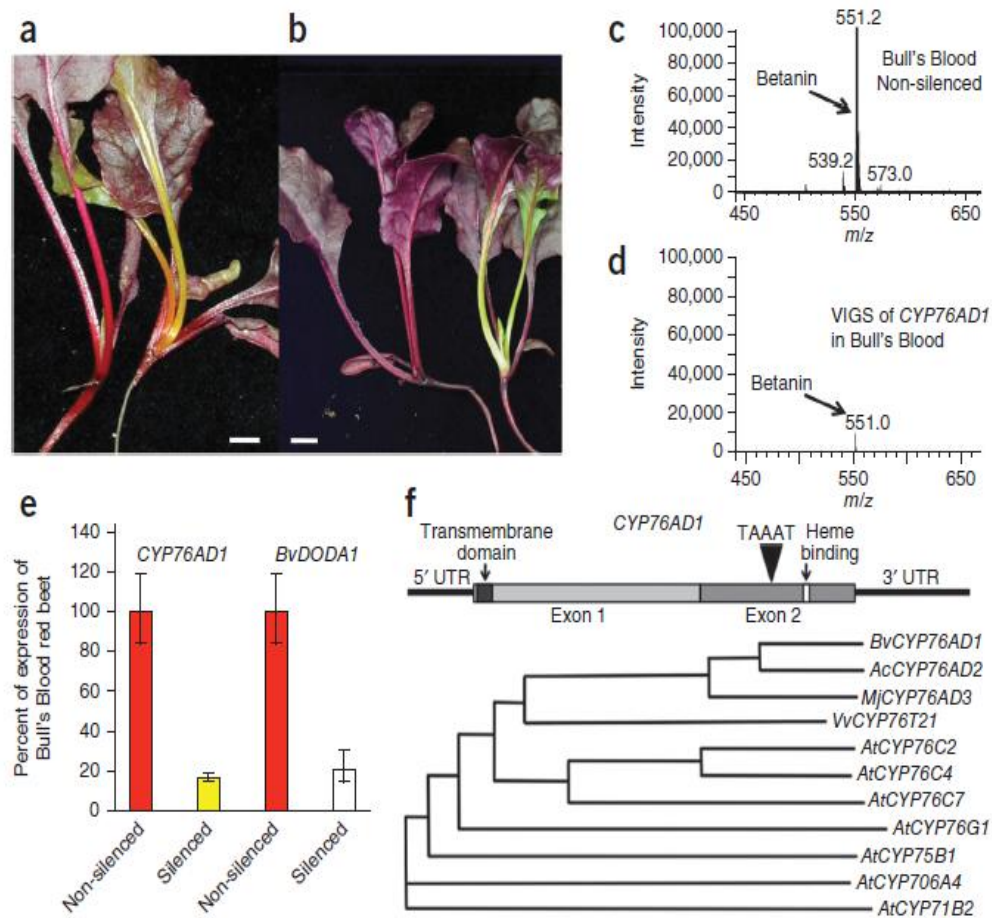 a
b
c
100,000
80,000
60,000
40,000
20,000
0
Intensity
551.2
Bull's Blood
Non-silenced
Betanin
539.2
573.0
450
550
650
m/z
d
100,000
80,000
60,000
40,000
20,000
0
Intensity
VIGS of CYP76AD1
in Bull's Blood
Betanin
551.0
450
550
650
m/z
e
Percent of expression of
Bull's Blood red beet
140
120
100
80
60
40
20
0
CYP76AD1
BvDODA1
Non-silenced
Silenced
Non-silenced
Silenced
f
CYP76AD1
Transmembrane
domain
TAAAT
Heme
binding
5′ UTR
3′ UTR
Exon 1
Exon 2
BvCYP76AD1
AcCYP76AD2
MjCYP76AD3
VvCYP76T21
AtCYP76C2
AtCYP76C4
AtCYP76C7
AtCYP76G1
AtCYP75B1
AtCYP706A4
AtCYP71B2